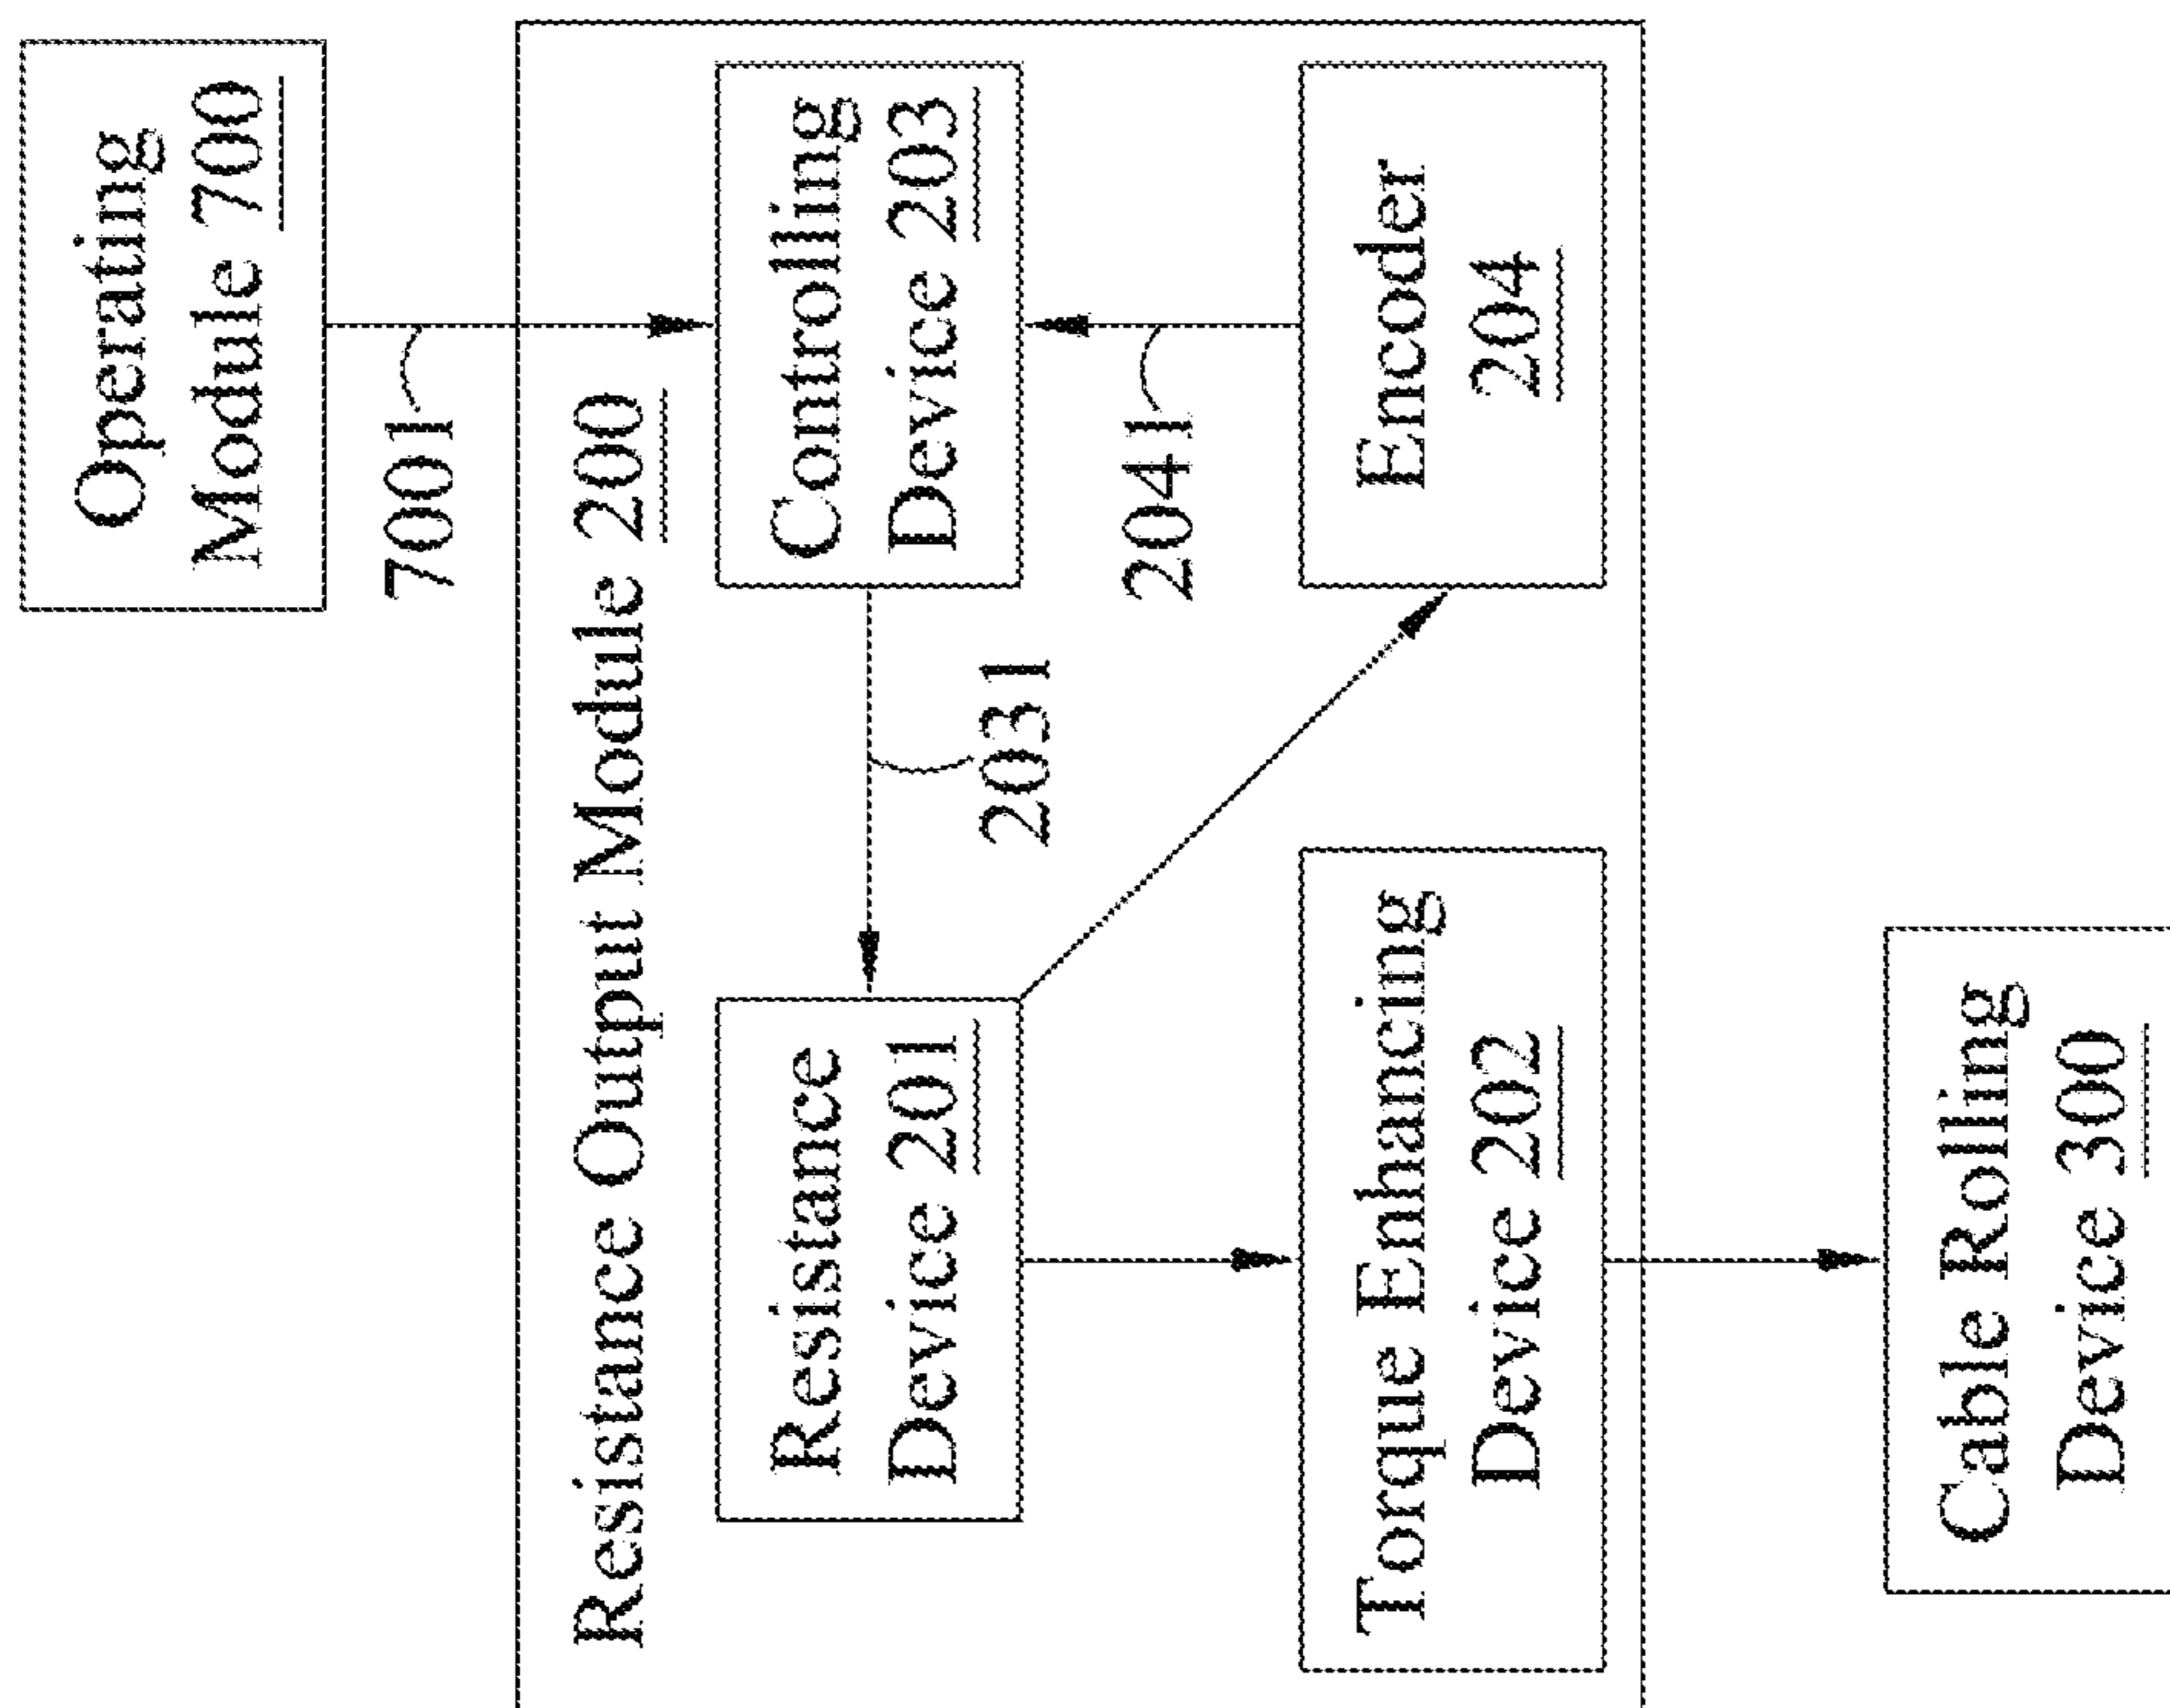 Operating
Module 700
7001
Resistance Output Module 200
Resistance
Device 201
2031
Controlling
Device 203
2041
Torque Enhancing
Device 202
Encoder
204
Cable Rolling
Device 300